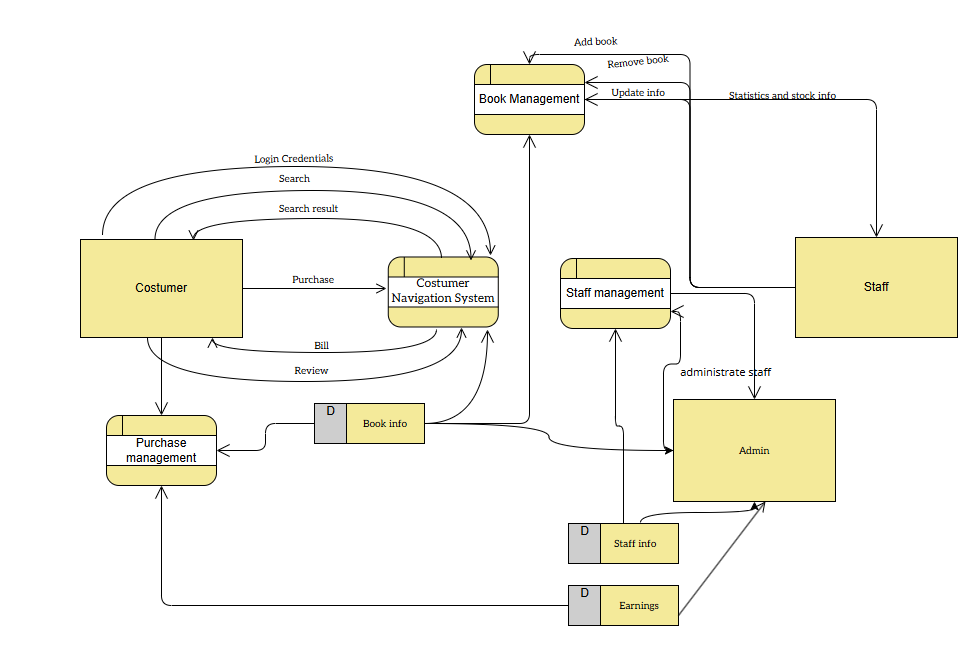 Add book
Remove book
Book Management
Update info
Statistics and stock info
Login Credentials
Search
Search result
Costumer
Purchase
Costumer
Navigation System
Staff management
Staff
Bill
Review
administrate staff
D
Book info
Purchase
management
Admin
D
Staff info
D
Earnings